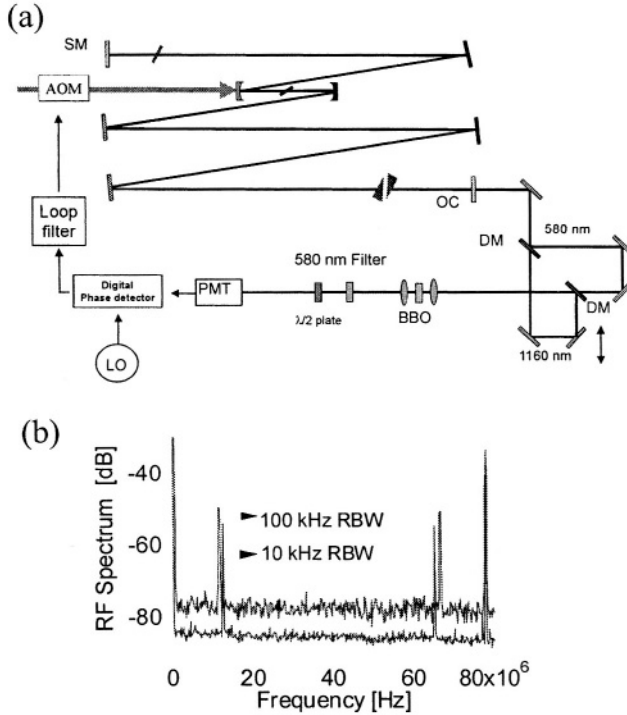 (a)
SM
AOM
OC
Loop
filter
DM
580 nm
580 nm Filter
Digital
Phase detector
PMT
λ/2 plate
BBO
DM
1160 nm
LO
(b)
RF Spectrum [dB]
-40
-60
-80
100 kHz RBW
10 kHz RBW
0 20 40 60 80x10⁶
Frequency [Hz]